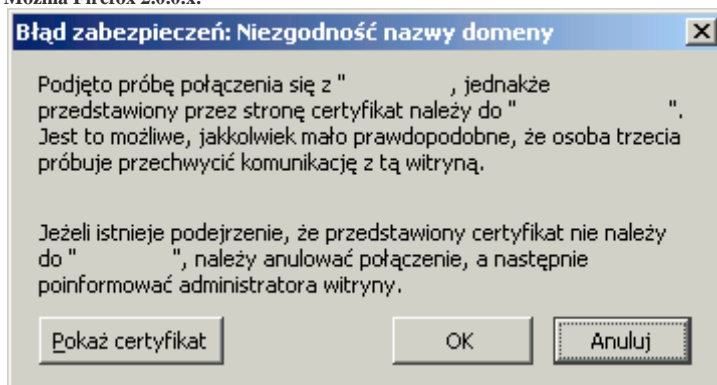 Mozilla Firefox 2.0.0.x:
Błąd zabezpieczeń: Niezgodność nazwy domeny
Podjęto próbę połączenia się z " , jednakże
przedstawiony przez stronę certyfikat należy do " ".
Jest to możliwe, jakkolwiek mało prawdopodobne, że osoba trzecia
próbuje przechwycić komunikację z tą witryną.
Jeżeli istnieje podejrzenie, że przedstawiony certyfikat nie należy
do " ", należy anulować połączenie, a następnie
poinformować administratora witryny.
Pokaż certyfikat OK Anuluj